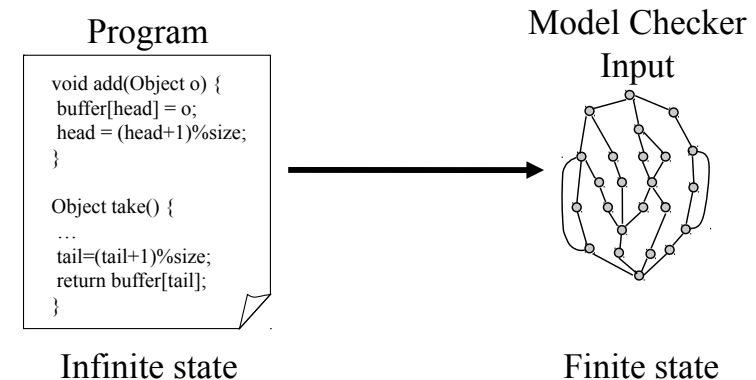 Program
void add(Object o) {
buffer[head] = o;
head = (head+1)%size;
}
Object take() {
…
tail=(tail+1)%size;
return buffer[tail];
}
Infinite state
Model Checker
Input
Finite state